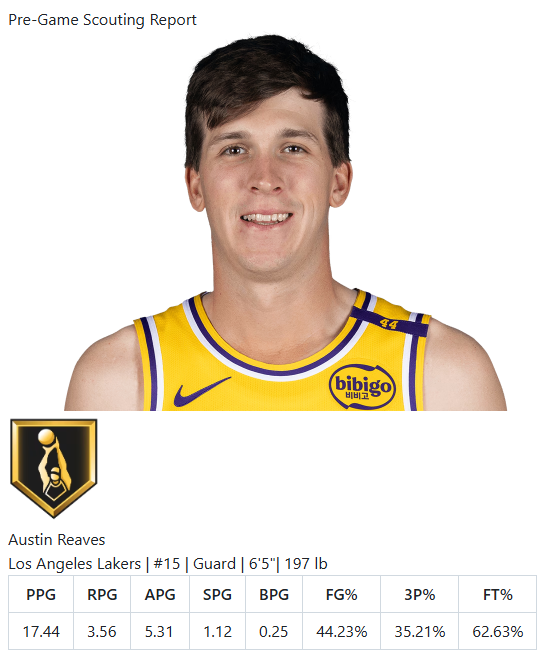 Pre-Game Scouting Report
44
bibigo
비비고
Austin Reaves
Los Angeles Lakers | #15 | Guard | 6'5"| 197 lb
PPG RPG APG SPG BPG FG% 3P% FT%
17.44 3.56 5.31 1.12 0.25 44.23% 35.21% 62.63%